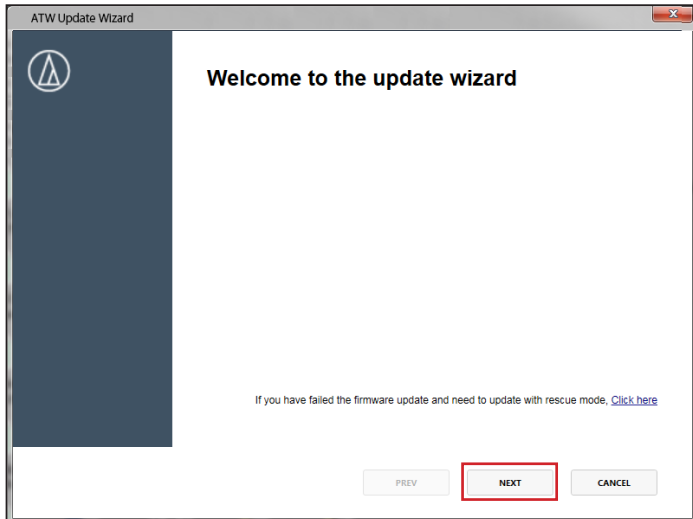 ATW Update Wizard
Welcome to the update wizard
If you have failed the firmware update and need to update with rescue mode, Click here
PREV NEXT CANCEL